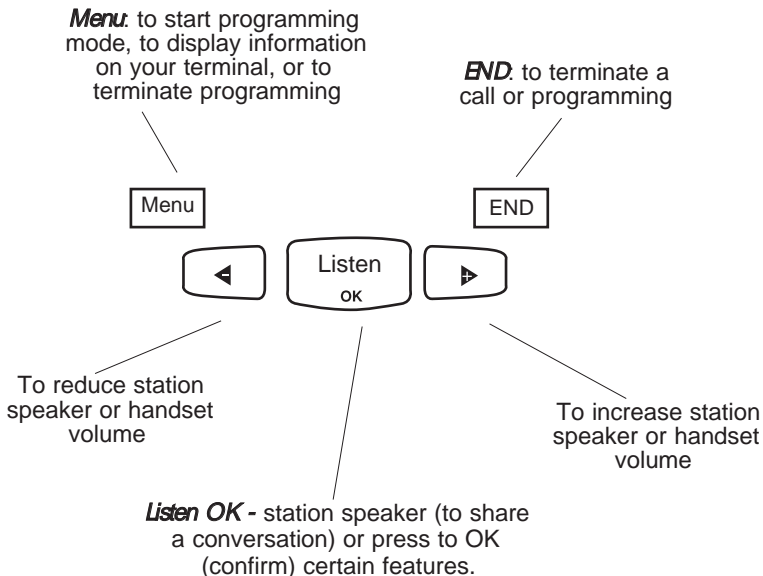 Menu: to start programming
mode, to display information
on your terminal, or to
terminate programming
END: to terminate a
call or programming
Menu
END
-
Listen
OK
+
To reduce station
speaker or handset
volume
To increase station
speaker or handset
volume
Listen OK - station speaker (to share
a conversation) or press to OK
(confirm) certain features.